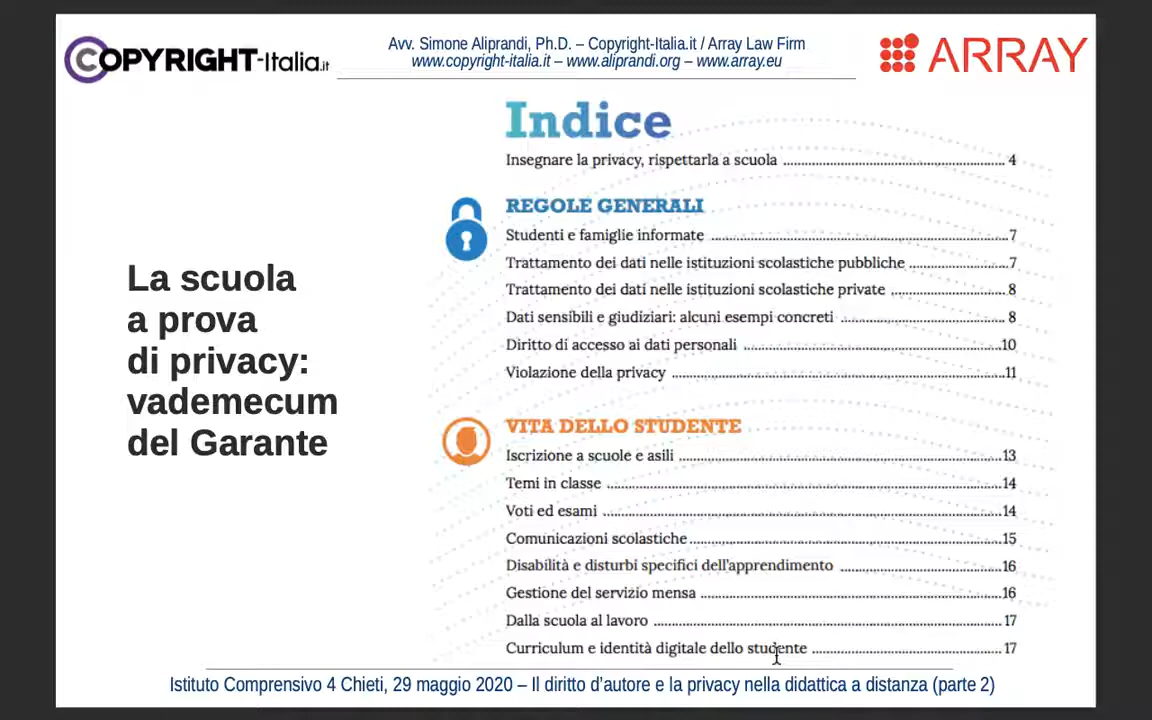 COPYRIGHT-Italia.it
Avv. Simone Aliprandi, Ph.D. – Copyright-Italia.it / Array Law Firm
www.copyright-italia.it – www.aliprandi.org – www.array.eu
ARRAY
La scuola
a prova
di privacy:
vademecum
del Garante
Indice
Insegnare la privacy, rispettarla a scuola 4
REGOLE GENERALI
Studenti e famiglie informate 7
Trattamento dei dati nelle istituzioni scolastiche pubbliche 7
Trattamento dei dati nelle istituzioni scolastiche private 8
Dati sensibili e giudiziari: alcuni esempi concreti 8
Diritto di accesso ai dati personali 10
Violazione della privacy 11
VITA DELLO STUDENTE
Iscrizione a scuole e asili 13
Temi in classe 14
Voti ed esami 14
Comunicazioni scolastiche 15
Disabilità e disturbi specifici dell'apprendimento 16
Gestione del servizio mensa 16
Dalla scuola al lavoro 17
Curriculum e identità digitale dello studente 17
Istituto Comprensivo 4 Chieti, 29 maggio 2020 – Il diritto d'autore e la privacy nella didattica a distanza (parte 2)